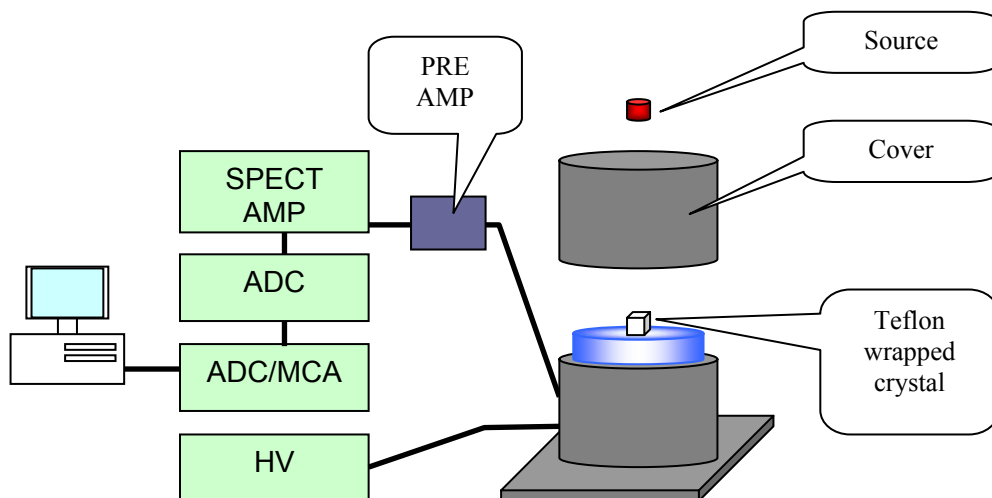 PRE
AMP
Source
Cover
SPECT
AMP
ADC
ADC/MCA
HV
Teflon
wrapped
crystal